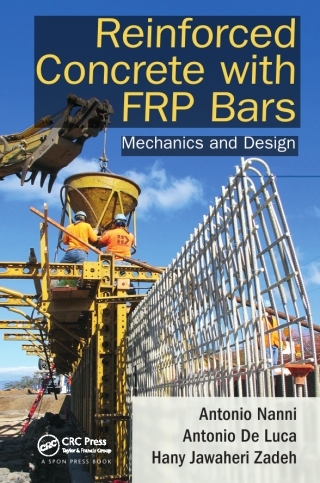 Reinforced
Concrete with
FRP Bars
Mechanics and Design
Antonio Nanni
Antonio De Luca
Hany Jawaheri Zadeh
CRC
CRC Press
Taylor & Francis Group
A SPON PRESS BOOK